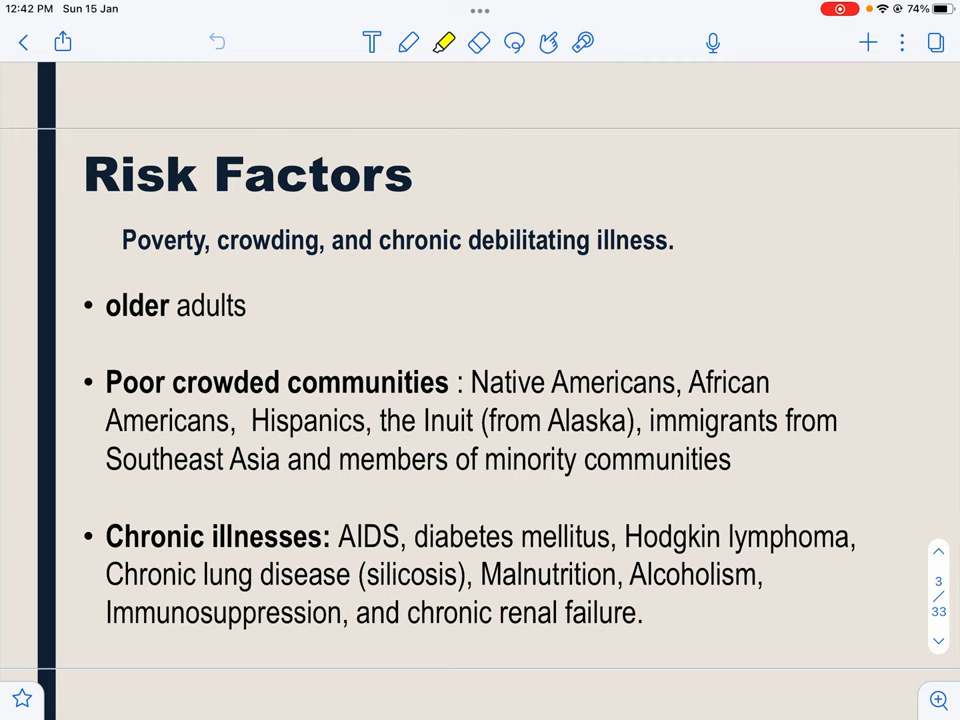 12:42 PM Sun 15 Jan
74%
Risk Factors
Poverty, crowding, and chronic debilitating illness.
• older adults
• Poor crowded communities : Native Americans, African
Americans, Hispanics, the Inuit (from Alaska), immigrants from
Southeast Asia and members of minority communities
• Chronic illnesses: AIDS, diabetes mellitus, Hodgkin lymphoma,
Chronic lung disease (silicosis), Malnutrition, Alcoholism,
Immunosuppression, and chronic renal failure.
3
/
33